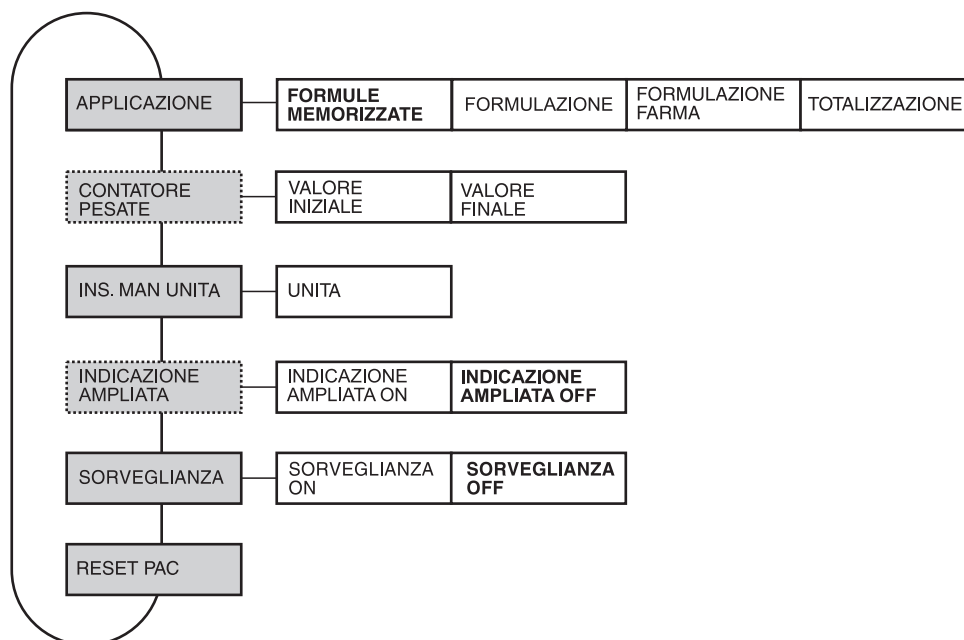 APPLICAZIONE
FORMULE
MEMORIZZATE
FORMULAZIONE
FORMULAZIONE
FARMA
TOTALIZZAZIONE
CONTATORE
PESATE
VALORE
INIZIALE
VALORE
FINALE
INS. MAN UNITA
UNITA
INDICAZIONE
AMPLIATA
INDICAZIONE
AMPLIATA ON
INDICAZIONE
AMPLIATA OFF
SORVEGLIANZA
SORVEGLIANZA
ON
SORVEGLIANZA
OFF
RESET PAC